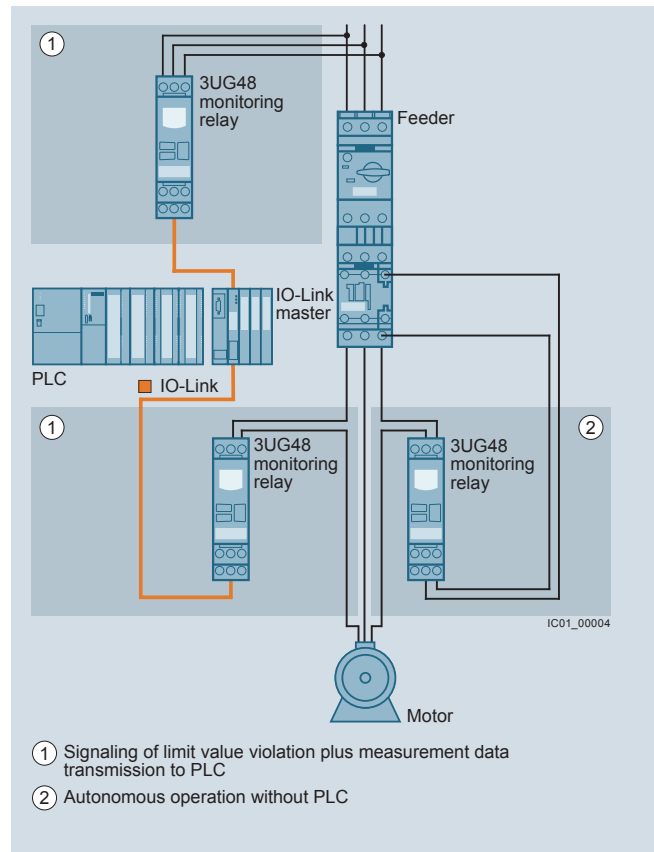 1
3UG48
monitoring
relay
Feeder
IO-Link
master
PLC
IO-Link
1
3UG48
monitoring
relay
2
3UG48
monitoring
relay
IC01_00004
Motor
1 Signaling of limit value violation plus measurement data
transmission to PLC
2 Autonomous operation without PLC